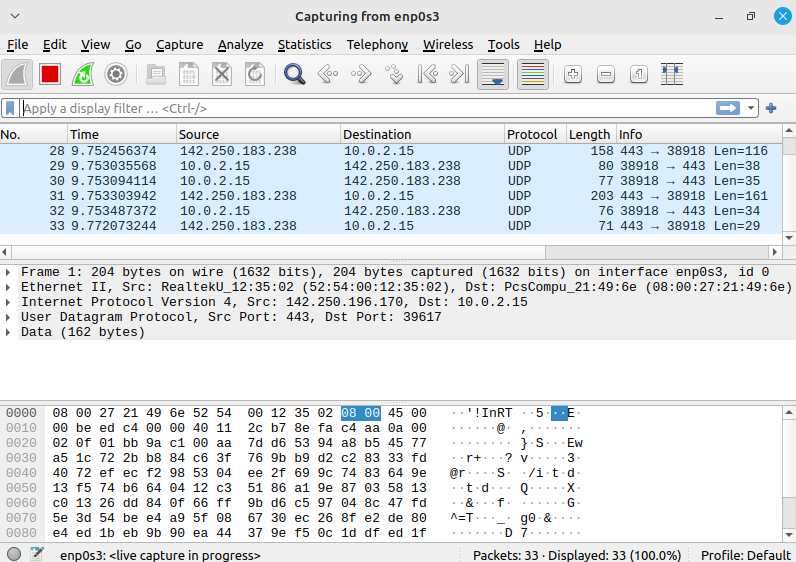 Capturing from enp0s3
File Edit View Go Capture Analyze Statistics Telephony Wireless Tools Help
Apply a display filter … <Ctrl-/>
No. Time Source Destination Protocol Length Info
28 9.752456374 142.250.183.238 10.0.2.15 UDP 158 443 → 38918 Len=116
29 9.753035568 10.0.2.15 142.250.183.238 UDP 80 38918 → 443 Len=38
30 9.753094114 10.0.2.15 142.250.183.238 UDP 77 38918 → 443 Len=35
31 9.753303942 142.250.183.238 10.0.2.15 UDP 203 443 → 38918 Len=161
32 9.753487372 10.0.2.15 142.250.183.238 UDP 76 38918 → 443 Len=34
33 9.772073244 142.250.183.238 10.0.2.15 UDP 71 443 → 38918 Len=29
Frame 1: 204 bytes on wire (1632 bits), 204 bytes captured (1632 bits) on interface enp0s3, id 0
Ethernet II, Src: RealtekU_12:35:02 (52:54:00:12:35:02), Dst: PcsCompu_21:49:6e (08:00:27:21:49:6e)
Internet Protocol Version 4, Src: 142.250.196.170, Dst: 10.0.2.15
User Datagram Protocol, Src Port: 443, Dst Port: 39617
Data (162 bytes)
0000 08 00 27 21 49 6e 52 54 00 12 35 02 08 00 45 00 ··'!InRT ··5···E·
0010 00 be ed c4 00 00 40 11 2c b7 8e fa c4 aa 0a 00 ······@· ,·······
0020 02 0f 01 bb 9a c1 00 aa 7d d6 53 94 a8 b5 45 77 ········ }·S···Ew
0030 a5 1c 72 2b b8 84 c6 3f 76 9b b9 d2 c2 83 33 fd ··r+···? v·····3·
0040 40 72 ef ec f2 98 53 04 ee 2f 69 9c 74 83 64 9e @r····S· ·/i·t·d·
0050 13 f5 74 b6 64 04 12 c3 51 86 a1 9e 87 03 58 13 ··t·d··· Q·····X·
0060 c0 13 26 dd 84 0f 66 ff 9b d6 c5 97 04 8c 47 fd ··&···f· ······G·
0070 5e 3d 54 be e4 a9 5f 08 67 30 ec 26 8f e2 de 80 ^=T···_· g0·&····
0080 e4 ed 1b eb 9b 90 ea 44 37 9e f5 0c 1d df ed 1f ·······D 7·······
enp0s3: <live capture in progress> Packets: 33 · Displayed: 33 (100.0%) Profile: Default